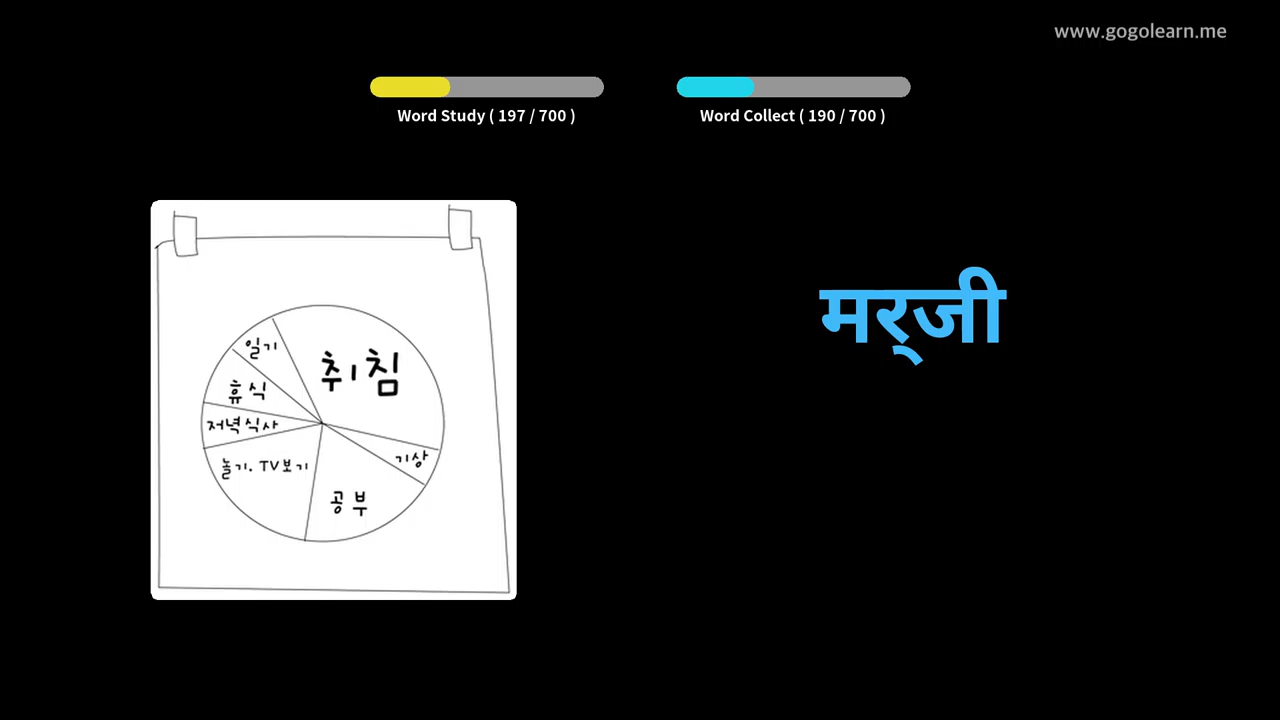 www.gogolearn.me
Word Study ( 197 / 700 )
Word Collect ( 190 / 700 )
मर्‌जी
일기
취침
휴식
저녁식사
놀기. TV보기
기상
공부